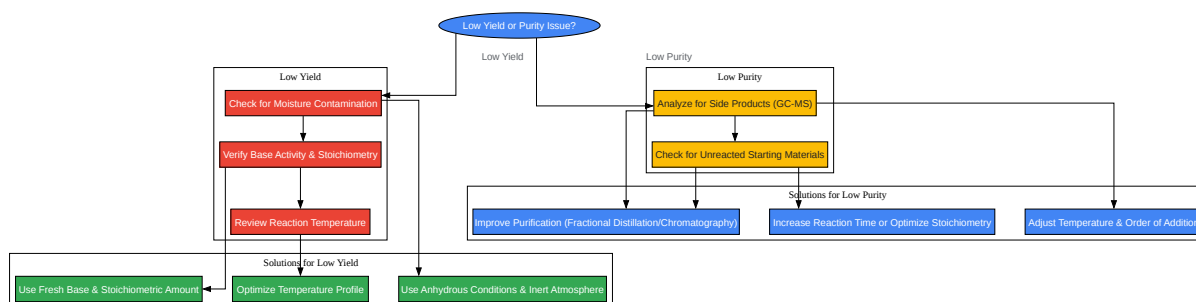 Low Yield or Purity Issue?
Low Yield
Low Purity
Low Yield
Low Purity
Check for Moisture Contamination
Analyze for Side Products (GC-MS)
Verify Base Activity & Stoichiometry
Check for Unreacted Starting Materials
Solutions for Low Purity
Review Reaction Temperature
Improve Purification (Fractional Distillation/Chromatography)
Increase Reaction Time or Optimize Stoichiometry
Adjust Temperature & Order of Addition
Solutions for Low Yield
Use Fresh Base & Stoichiometric Amount
Optimize Temperature Profile
Use Anhydrous Conditions & Inert Atmosphere